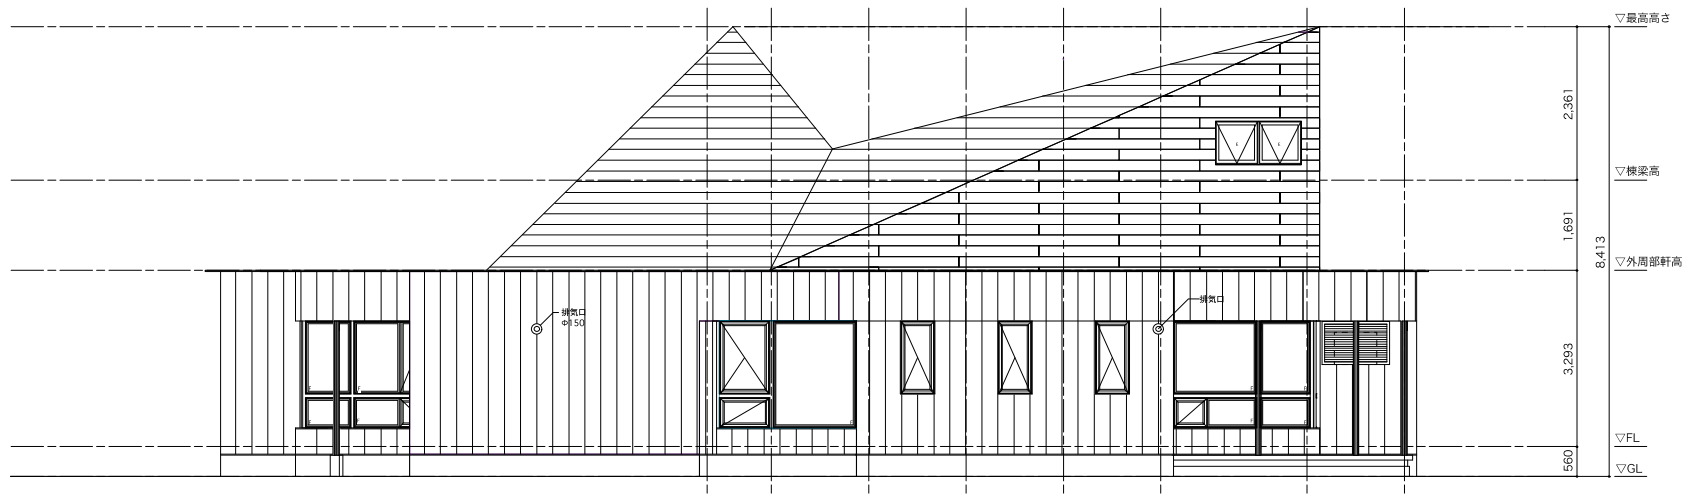 ▽最高高さ
2,361
▽棟梁高
1,691
8,413
▽外周部軒高
排気口
Φ150
排気口
3,293
▽FL
560
▽GL